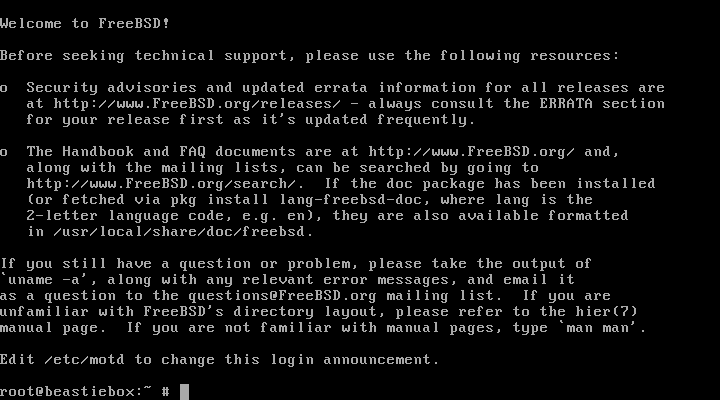 Welcome to FreeBSD!
Before seeking technical support, please use the following resources:
o  Security advisories and updated errata information for all releases are
   at http://www.FreeBSD.org/releases/ - always consult the ERRATA section
   for your release first as it's updated frequently.
o  The Handbook and FAQ documents are at http://www.FreeBSD.org/ and,
   along with the mailing lists, can be searched by going to
   http://www.FreeBSD.org/search/.  If the doc package has been installed
   (or fetched via pkg install lang-freebsd-doc, where lang is the
   2-letter language code, e.g. en), they are also available formatted
   in /usr/local/share/doc/freebsd.
If you still have a question or problem, please take the output of
`uname -a', along with any relevant error messages, and email it
as a question to the questions@FreeBSD.org mailing list.  If you are
unfamiliar with FreeBSD's directory layout, please refer to the hier(7)
manual page.  If you are not familiar with manual pages, type `man man'.
Edit /etc/motd to change this login announcement.
root@beastiebox:~ #